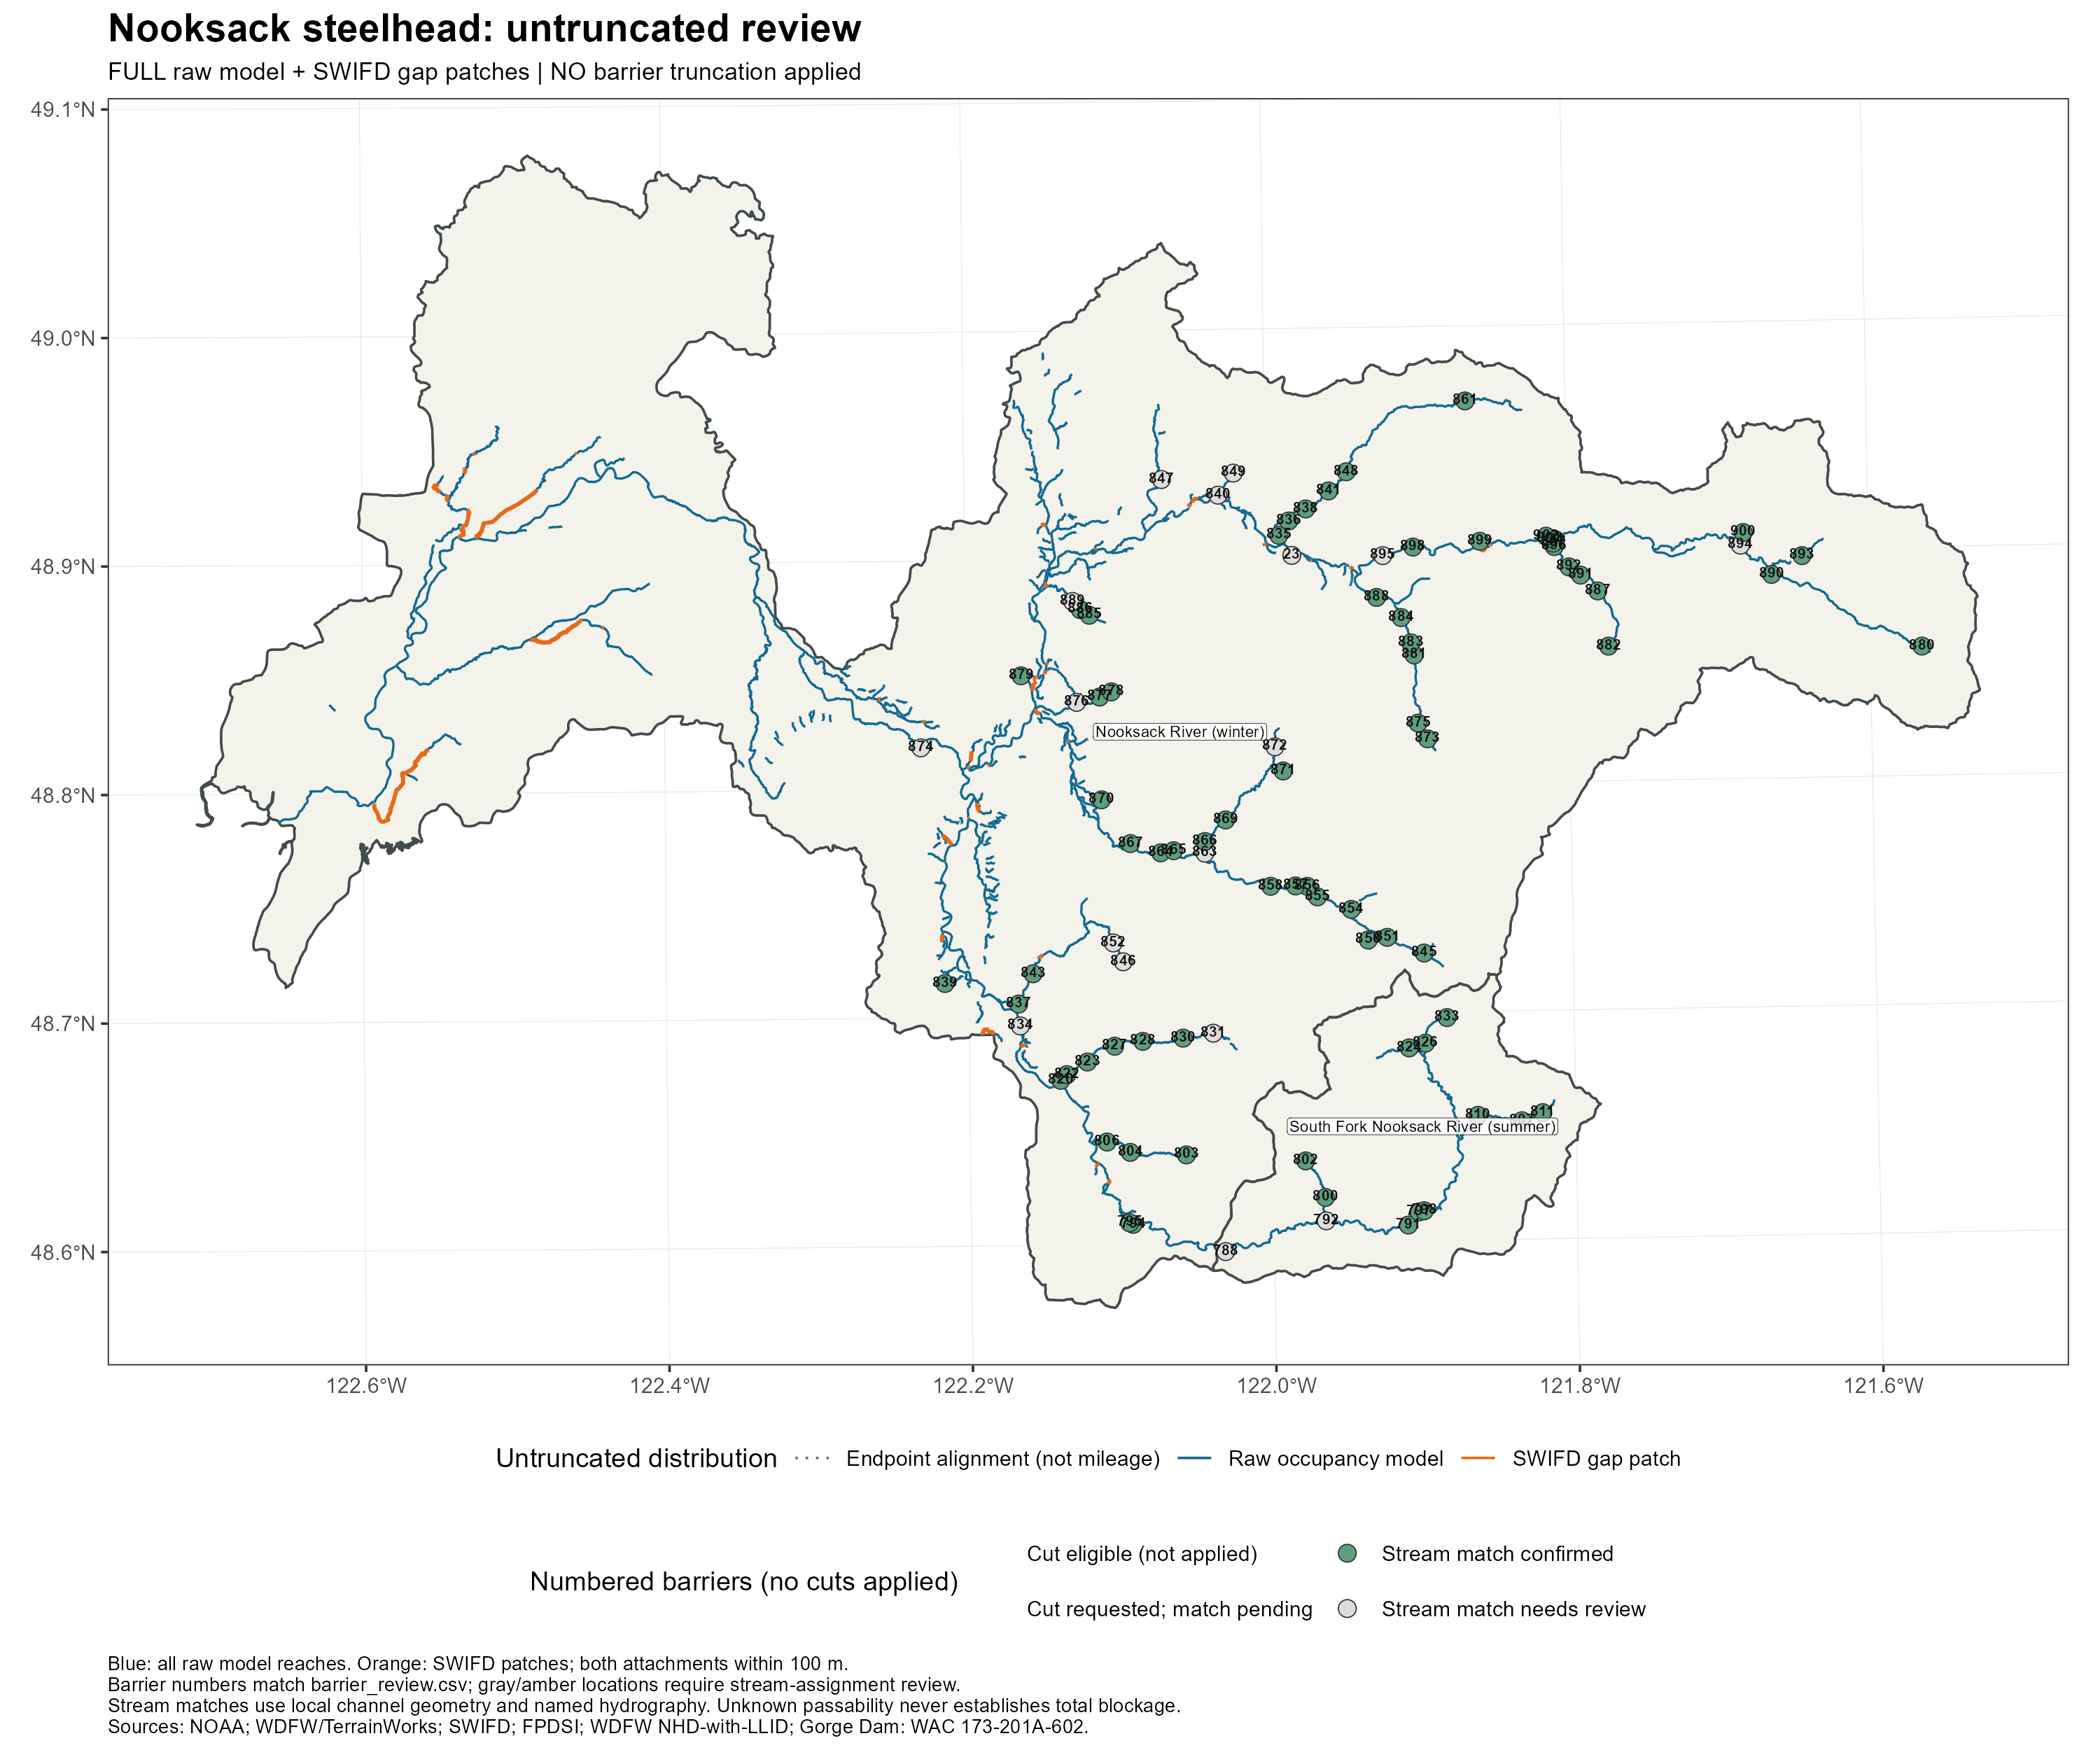 Nooksack steelhead: untruncated review
FULL raw model + SWIFD gap patches | NO barrier truncation applied
49.1°N
49.0°N
48.9°N
48.8°N
48.7°N
48.6°N
861
849
848
847
840
841
838
836
835
23
895
898
899
896
900
894
893
892
891
890
887
889
886
885
888
884
883
881
882
880
879
878
877
876
875
873
Nooksack River (winter)
874
872
871
870
869
867
865
866
863
858
856
855
854
851
845
852
846
843
839
837
834
833
831
830
828
827
826
823
822
820
810
811
South Fork Nooksack River (summer)
806
804
803
802
800
798
792
791
794
788
122.6°W
122.4°W
122.2°W
122.0°W
121.8°W
121.6°W
Untruncated distribution
Endpoint alignment (not mileage)
Raw occupancy model
SWIFD gap patch
Numbered barriers (no cuts applied)
Cut eligible (not applied)
Stream match confirmed
Cut requested; match pending
Stream match needs review
Blue: all raw model reaches. Orange: SWIFD patches; both attachments within 100 m.
Barrier numbers match barrier_review.csv; gray/amber locations require stream-assignment review.
Stream matches use local channel geometry and named hydrography. Unknown passability never establishes total blockage.
Sources: NOAA; WDFW/TerrainWorks; SWIFD; FPDSI; WDFW NHD-with-LLID; Gorge Dam: WAC 173-201A-602.